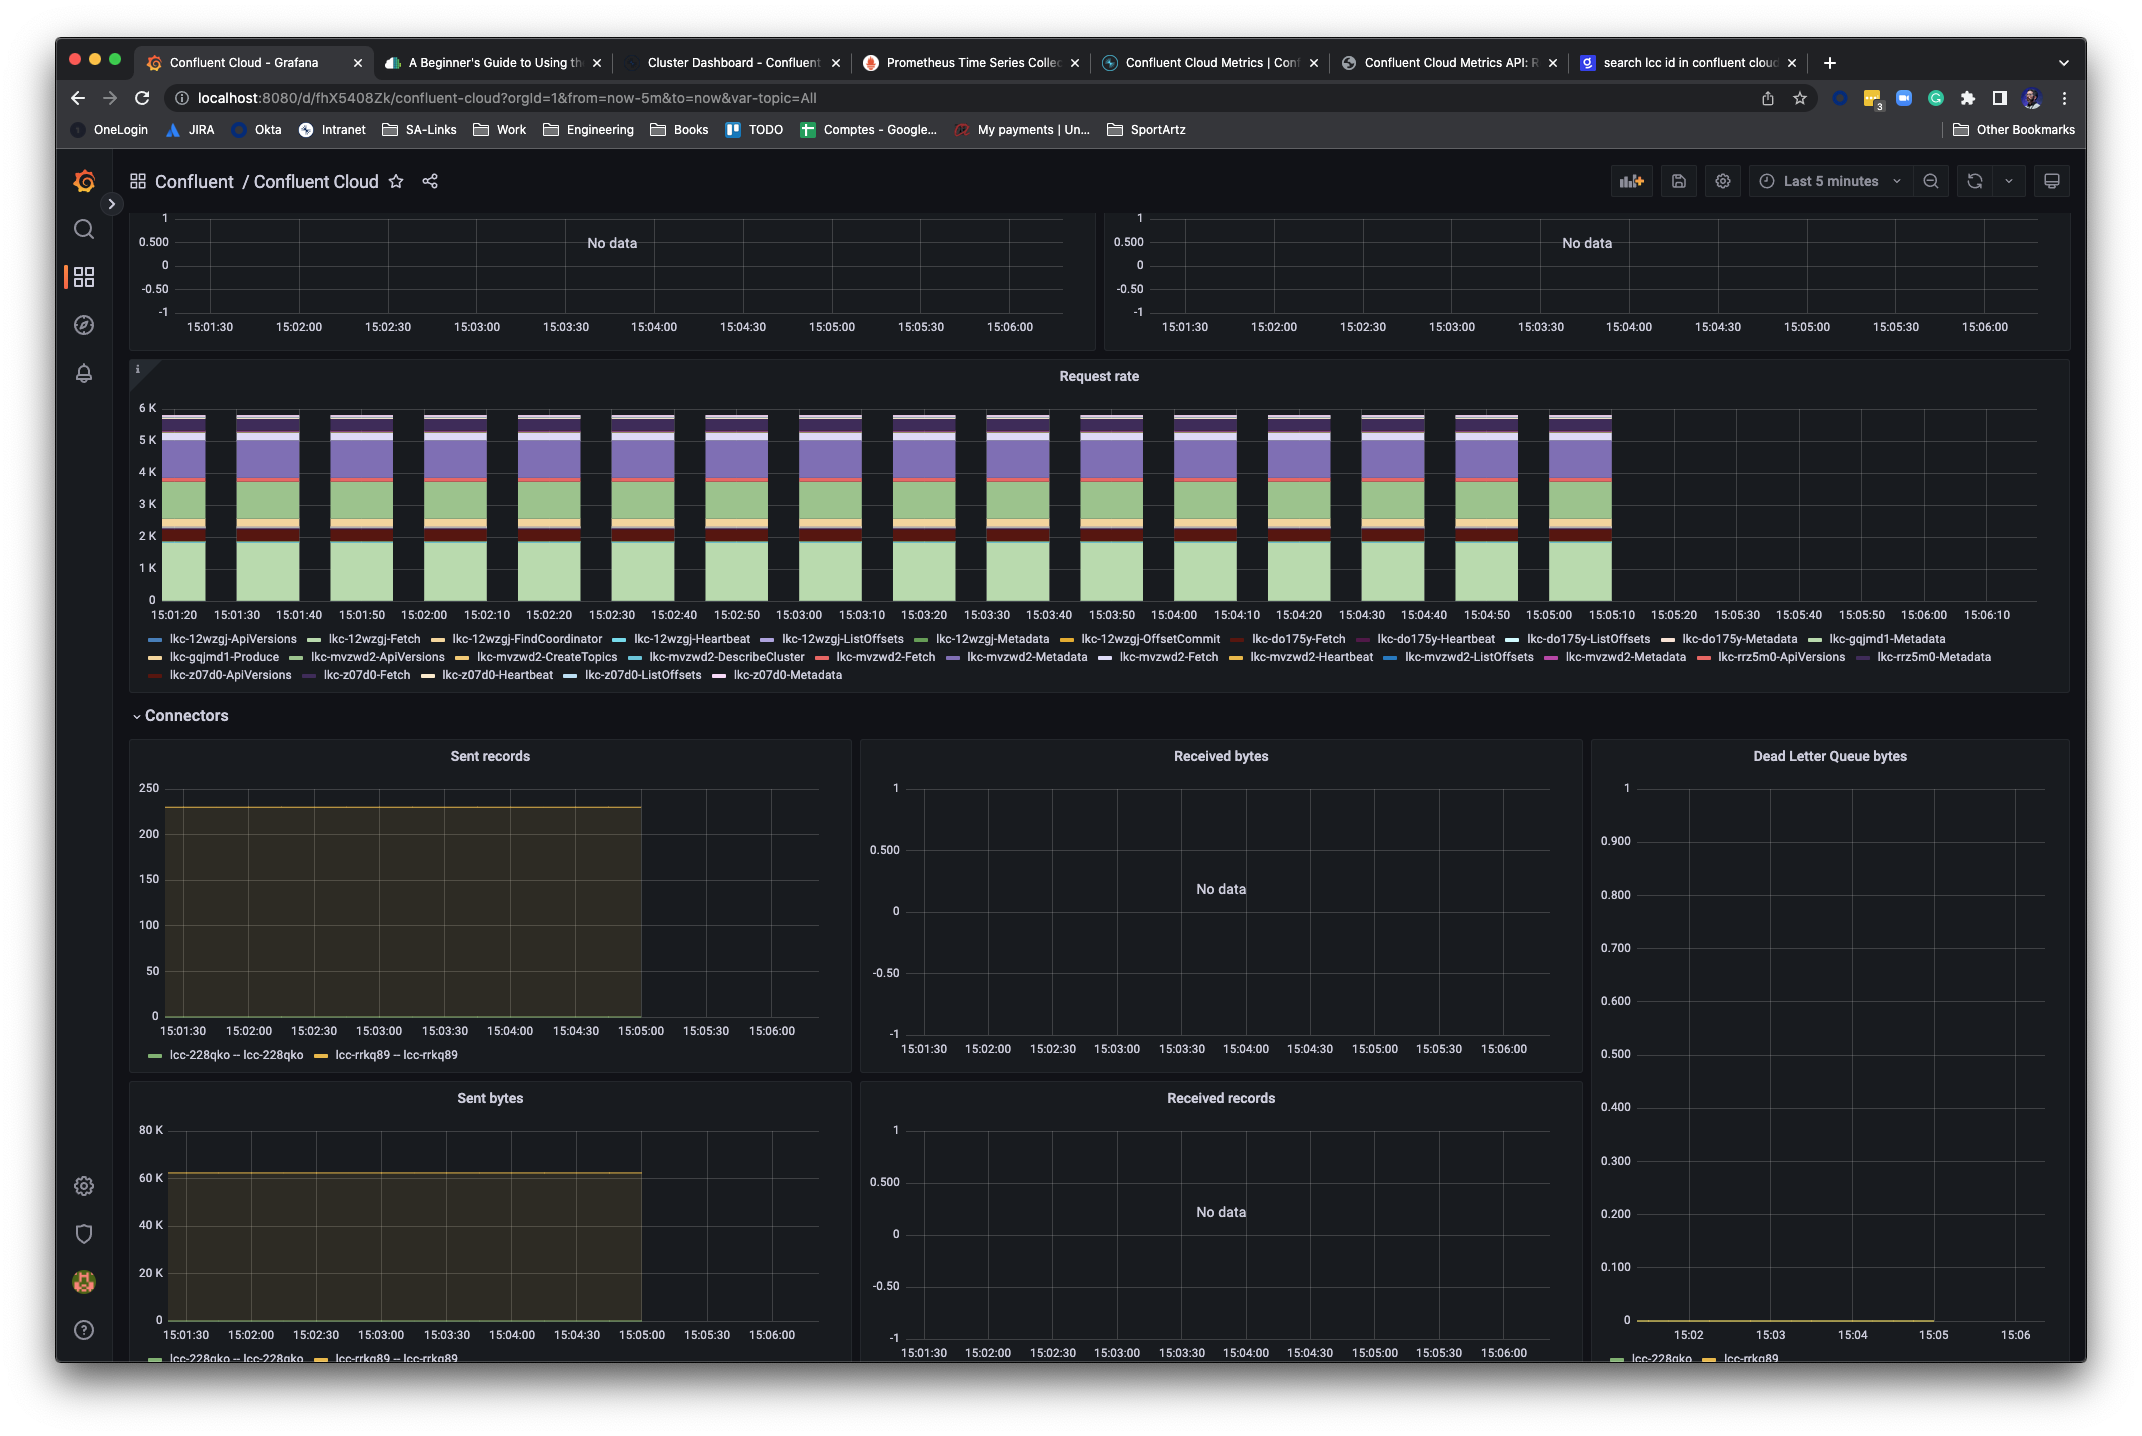 Confluent Cloud - Grafana
A Beginner's Guide to Using th
Cluster Dashboard - Confluent
Prometheus Time Series Collec
Confluent Cloud Metrics | Conf
Confluent Cloud Metrics API: R
search lcc id in confluent cloud
localhost:8080/d/fhX5408Zk/confluent-cloud?orgId=1&from=now-5m&to=now&var-topic=All
3
OneLogin JIRA Okta Intranet SA-Links Work Engineering Books TODO Comptes - Google... My payments | Un... SportArtz Other Bookmarks
Confluent / Confluent Cloud
Last 5 minutes
1
0.500
0
-0.50
-1
No data
15:01:30 15:02:00 15:02:30 15:03:00 15:03:30 15:04:00 15:04:30 15:05:00 15:05:30 15:06:00
1
0.500
0
-0.50
-1
No data
15:01:30 15:02:00 15:02:30 15:03:00 15:03:30 15:04:00 15:04:30 15:05:00 15:05:30 15:06:00
i
Request rate
6 K
5 K
4 K
3 K
2 K
1 K
0
15:01:20 15:01:30 15:01:40 15:01:50 15:02:00 15:02:10 15:02:20 15:02:30 15:02:40 15:02:50 15:03:00 15:03:10 15:03:20 15:03:30 15:03:40 15:03:50 15:04:00 15:04:10 15:04:20 15:04:30 15:04:40 15:04:50 15:05:00 15:05:10 15:05:20 15:05:30 15:05:40 15:05:50 15:06:00 15:06:10
lkc-12wzgj-ApiVersions lkc-12wzgj-Fetch lkc-12wzgj-FindCoordinator lkc-12wzgj-Heartbeat lkc-12wzgj-ListOffsets lkc-12wzgj-Metadata lkc-12wzgj-OffsetCommit lkc-do175y-Fetch lkc-do175y-Heartbeat lkc-do175y-ListOffsets lkc-do175y-Metadata lkc-gqjmd1-Metadata
lkc-gqjmd1-Produce lkc-mvzwd2-ApiVersions lkc-mvzwd2-CreateTopics lkc-mvzwd2-DescribeCluster lkc-mvzwd2-Fetch lkc-mvzwd2-Metadata lkc-mvzwd2-Fetch lkc-mvzwd2-Heartbeat lkc-mvzwd2-ListOffsets lkc-mvzwd2-Metadata lkc-rrz5m0-ApiVersions lkc-rrz5m0-Metadata
lkc-z07d0-ApiVersions lkc-z07d0-Fetch lkc-z07d0-Heartbeat lkc-z07d0-ListOffsets lkc-z07d0-Metadata
Connectors
Sent records
250
200
150
100
50
0
15:01:30 15:02:00 15:02:30 15:03:00 15:03:30 15:04:00 15:04:30 15:05:00 15:05:30 15:06:00
lcc-228qko -- lcc-228qko lcc-rrkq89 -- lcc-rrkq89
Received bytes
1
0.500
0
-0.50
-1
No data
15:01:30 15:02:00 15:02:30 15:03:00 15:03:30 15:04:00 15:04:30 15:05:00 15:05:30 15:06:00
Dead Letter Queue bytes
1
0.900
0.800
0.700
0.600
0.500
0.400
0.300
0.200
0.100
0
15:02 15:03 15:04 15:05 15:06
lcc-228qko lcc-rrkq89
Sent bytes
80 K
60 K
40 K
20 K
0
15:01:30 15:02:00 15:02:30 15:03:00 15:03:30 15:04:00 15:04:30 15:05:00 15:05:30 15:06:00
lcc-228qko -- lcc-228qko lcc-rrkq89 -- lcc-rrkq89
Received records
1
0.500
0
-0.50
-1
No data
15:01:30 15:02:00 15:02:30 15:03:00 15:03:30 15:04:00 15:04:30 15:05:00 15:05:30 15:06:00